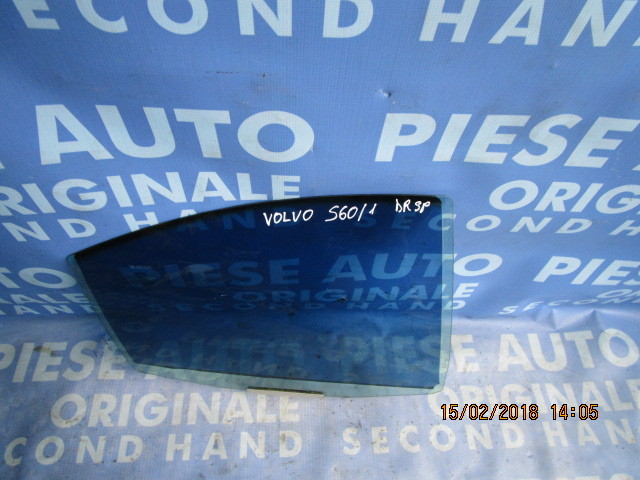 AUTO PIESE AUTO
ORIGINALE ORIGINALE
SECOND HAND SECOND HAND
PIESE AUTO PIESE
ORIGINALE ORIGINALE
SECOND HAND SECOND
VOLVO S60/1 DR SP
PIESE AUTO
ORIGINALE
SECOND HAND
PIESE AUTO
ORIGINALE ORIGINALE
SECOND HAND SECOND HAND
15/02/2018 14:05